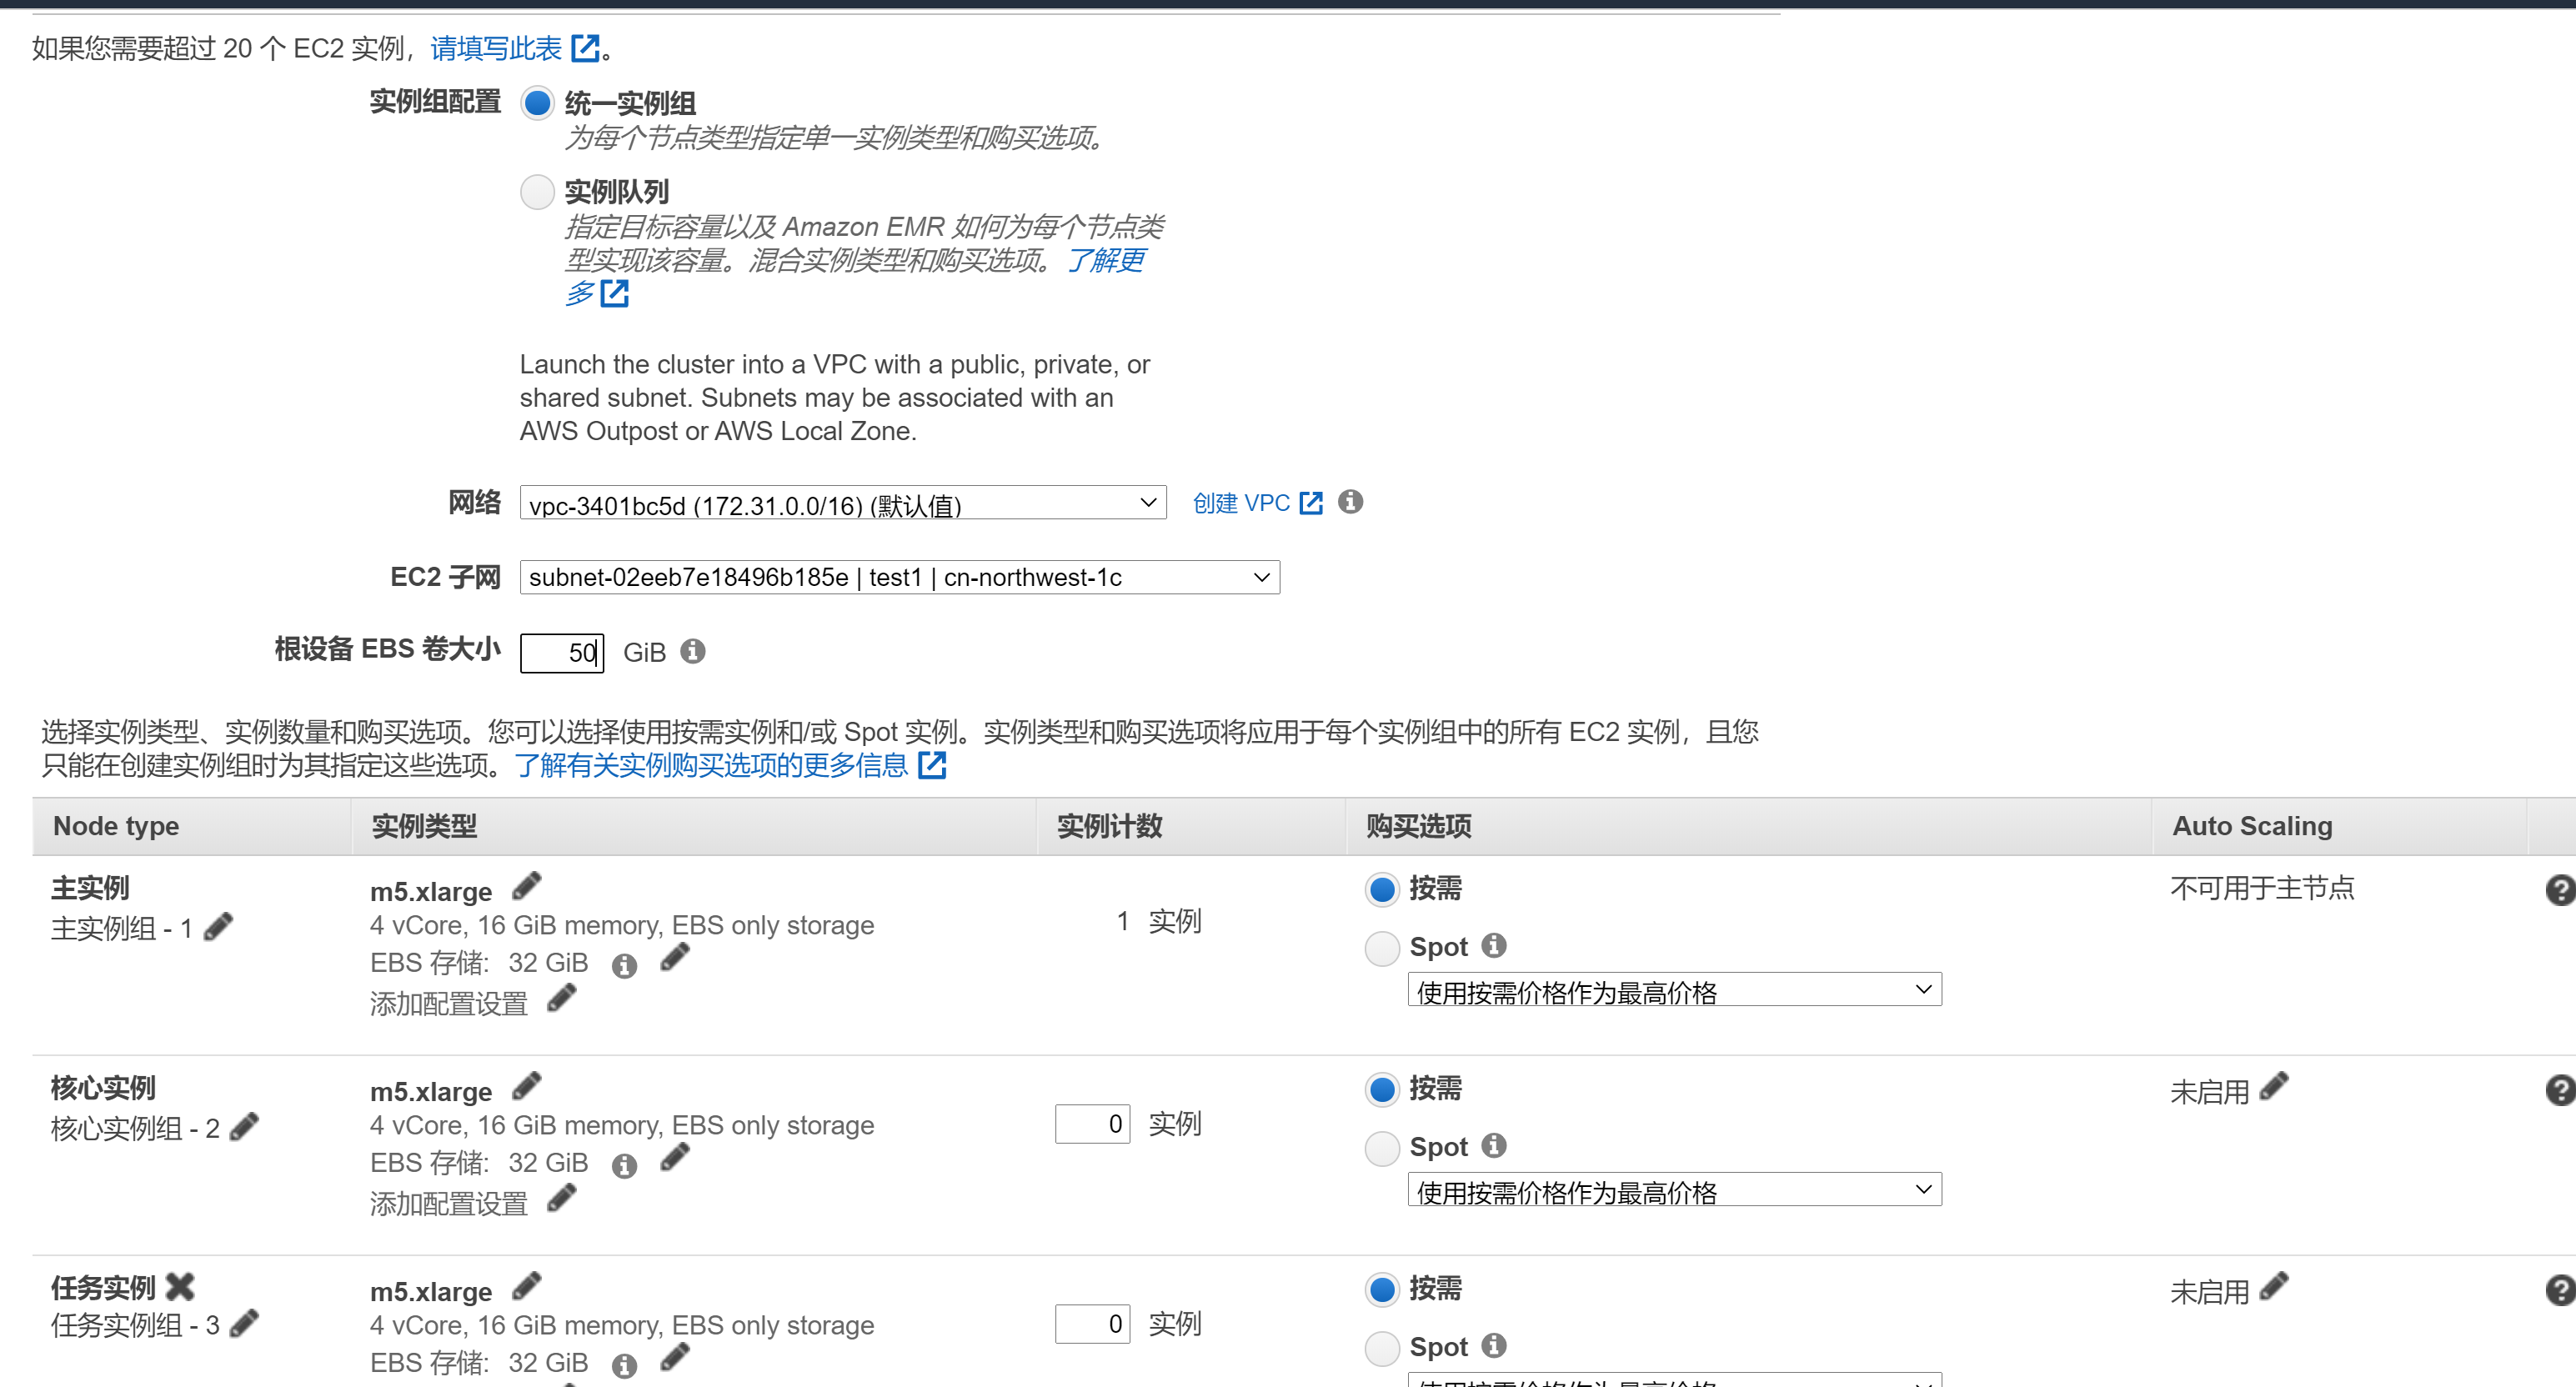 如果您需要超过 20 个 EC2 实例，请填写此表 。
实例组配置
统一实例组
为每个节点类型指定单一实例类型和购买选项。
实例队列
指定目标容量以及 Amazon EMR 如何为每个节点类
型实现该容量。混合实例类型和购买选项。了解更
多
Launch the cluster into a VPC with a public, private, or
shared subnet. Subnets may be associated with an
AWS Outpost or AWS Local Zone.
网络 vpc-3401bc5d (172.31.0.0/16) (默认值) 创建 VPC
EC2 子网 subnet-02eeb7e18496b185e | test1 | cn-northwest-1c
根设备 EBS 卷大小 50 GiB
选择实例类型、实例数量和购买选项。您可以选择使用按需实例和/或 Spot 实例。实例类型和购买选项将应用于每个实例组中的所有 EC2 实例，且您
只能在创建实例组时为其指定这些选项。了解有关实例购买选项的更多信息
Node type 实例类型 实例计数 购买选项 Auto Scaling
主实例
主实例组 - 1
m5.xlarge
4 vCore, 16 GiB memory, EBS only storage
EBS 存储: 32 GiB
添加配置设置
1 实例
按需
Spot
使用按需价格作为最高价格
不可用于主节点
核心实例
核心实例组 - 2
m5.xlarge
4 vCore, 16 GiB memory, EBS only storage
EBS 存储: 32 GiB
添加配置设置
0 实例
按需
Spot
使用按需价格作为最高价格
未启用
任务实例
任务实例组 - 3
m5.xlarge
4 vCore, 16 GiB memory, EBS only storage
EBS 存储: 32 GiB
0 实例
按需
Spot
使用按需价格作为最高价格
未启用